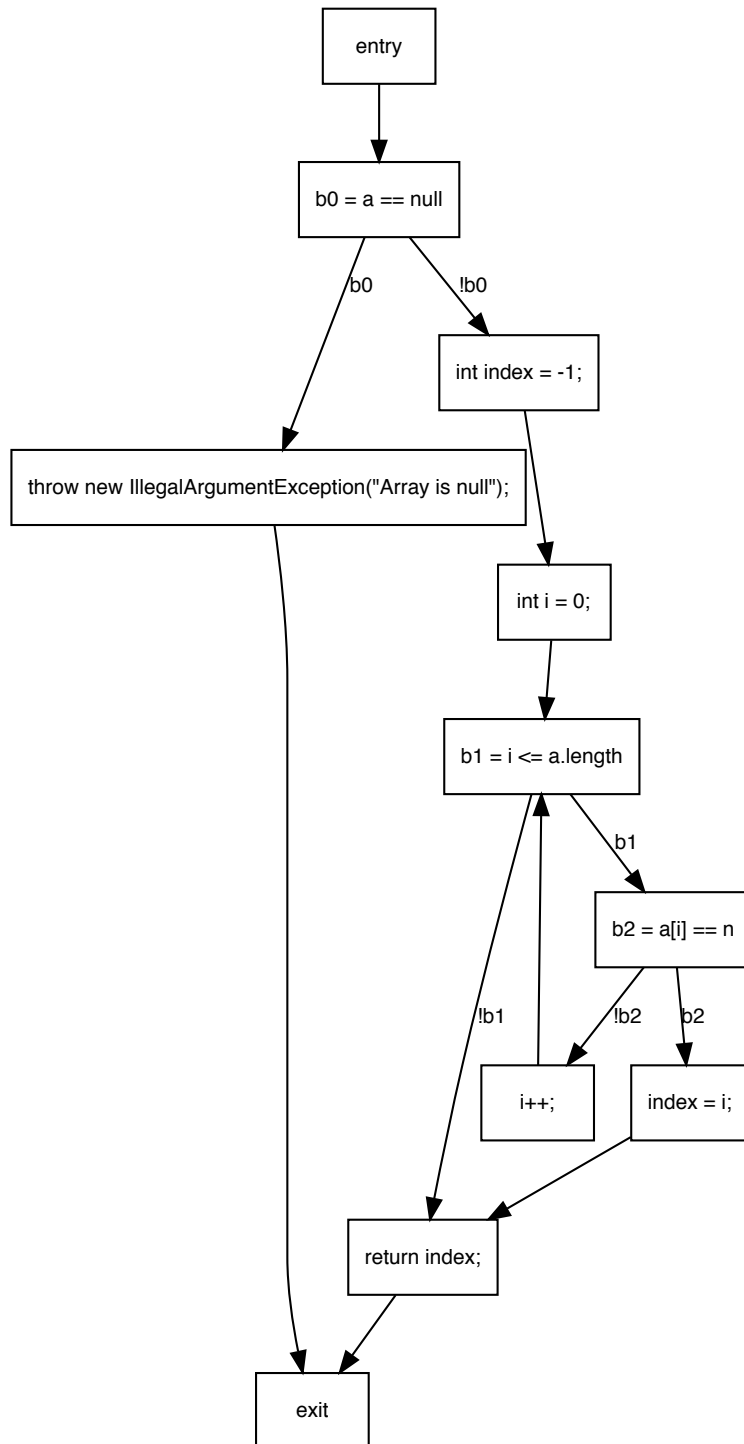 entry
b0 = a == null
b0
!b0
int index = -1;
throw new IllegalArgumentException("Array is null");
int i = 0;
b1 = i <= a.length
b1
b2 = a[i] == n
!b1
!b2
b2
i++;
index = i;
return index;
exit